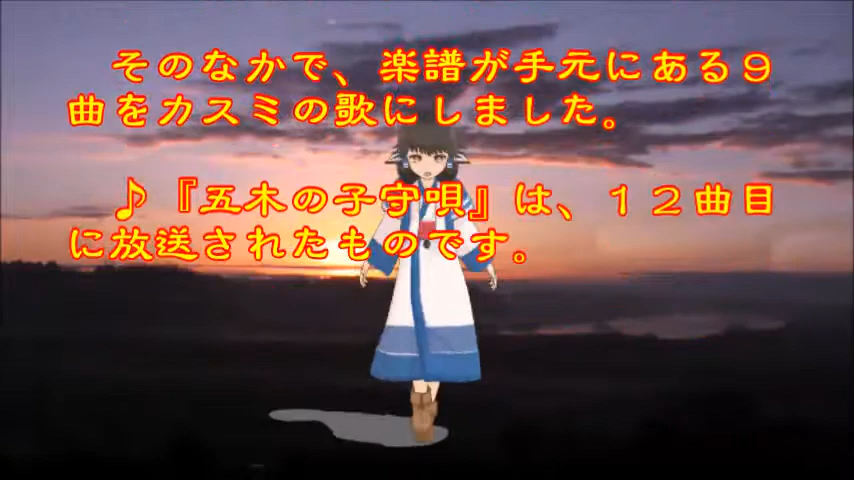 そのなかで、楽譜が手元にある９
曲をカスミの歌にしました。
♪『五木の子守唄』は、１２曲目
に放送されたものです。